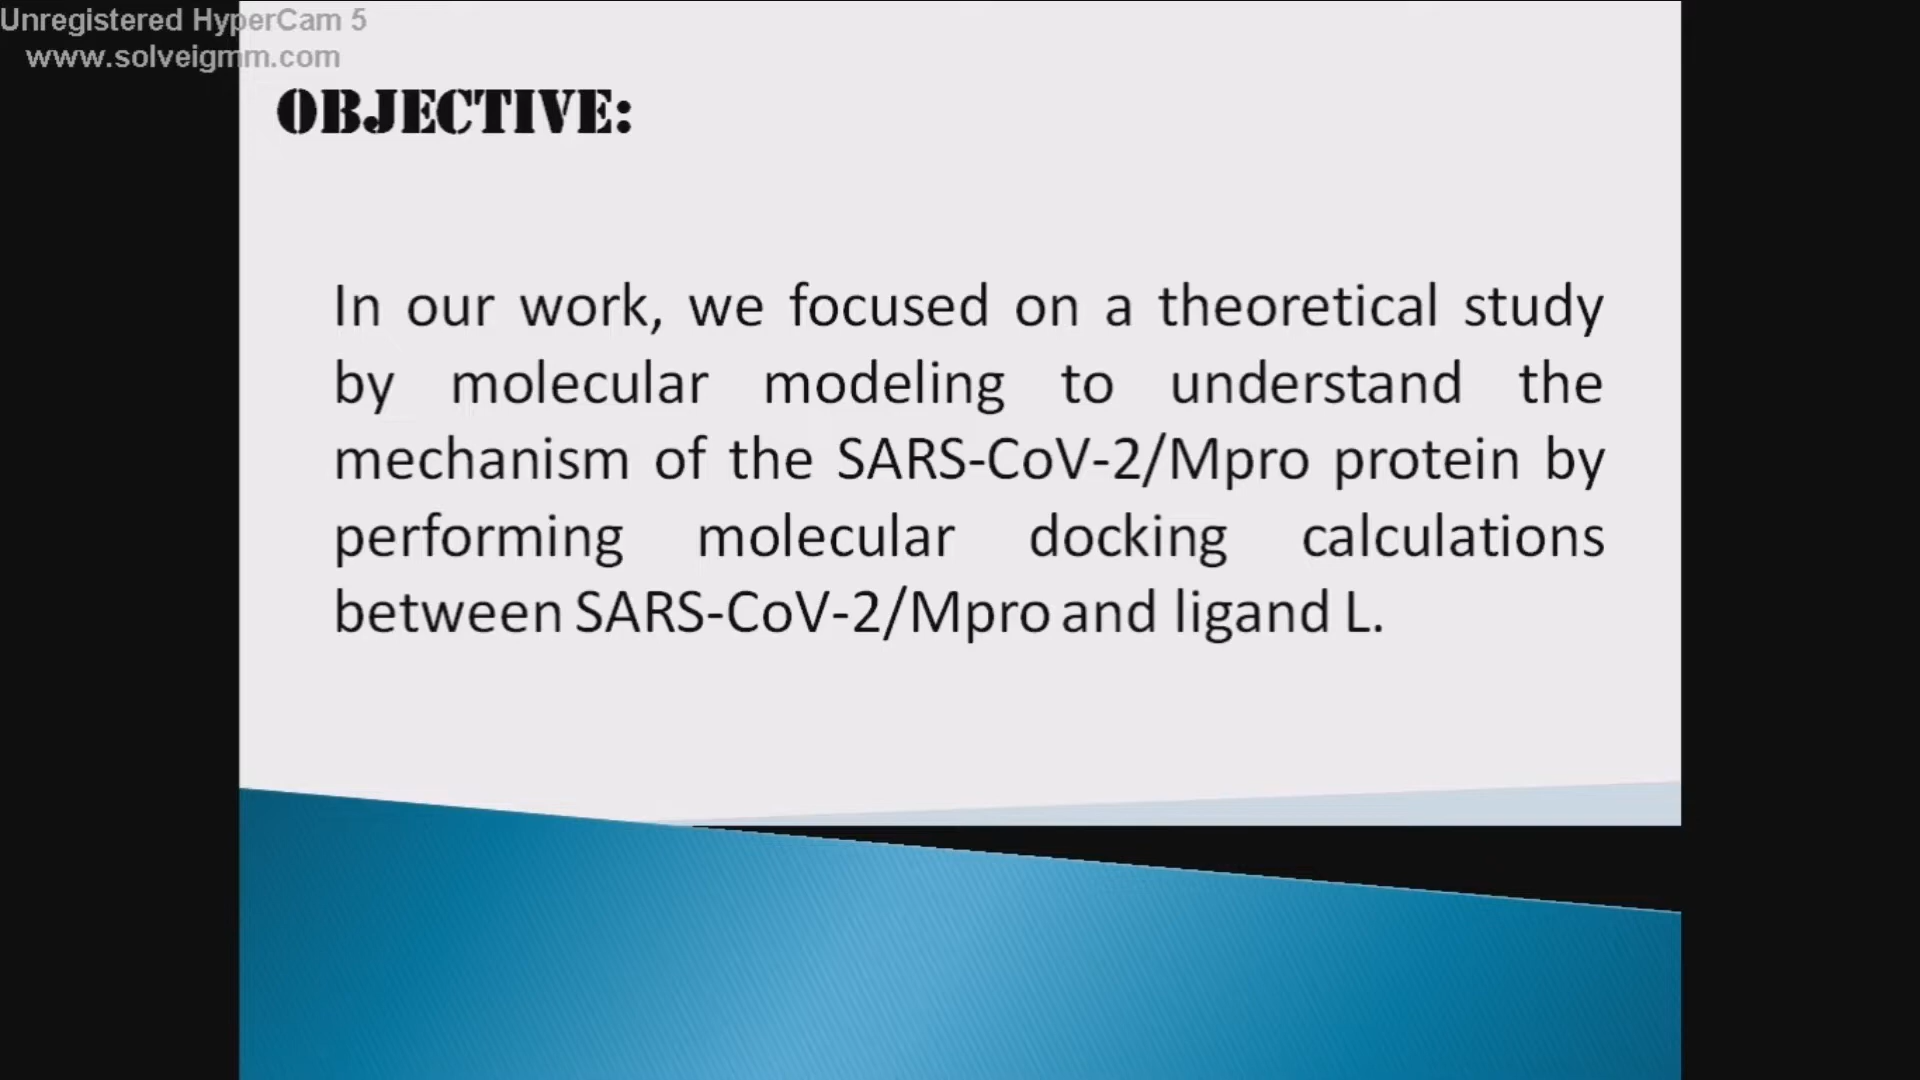 Unregistered HyperCam 5
www.solveigmm.com
OBJECTIVE:
In our work, we focused on a theoretical study
by molecular modeling to understand the
mechanism of the SARS-CoV-2/Mpro protein by
performing molecular docking calculations
between SARS-CoV-2/Mpro and ligand L.